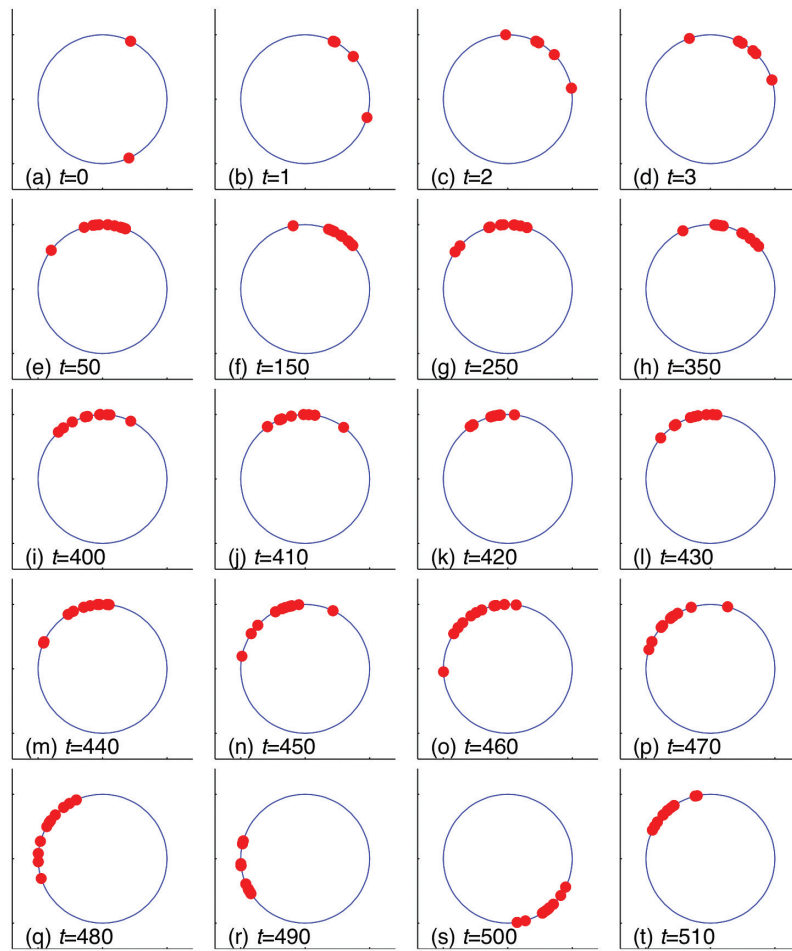 (a) t=0
(b) t=1
(c) t=2
(d) t=3
(e) t=50
(f) t=150
(g) t=250
(h) t=350
(i) t=400
(j) t=410
(k) t=420
(l) t=430
(m) t=440
(n) t=450
(o) t=460
(p) t=470
(q) t=480
(r) t=490
(s) t=500
(t) t=510